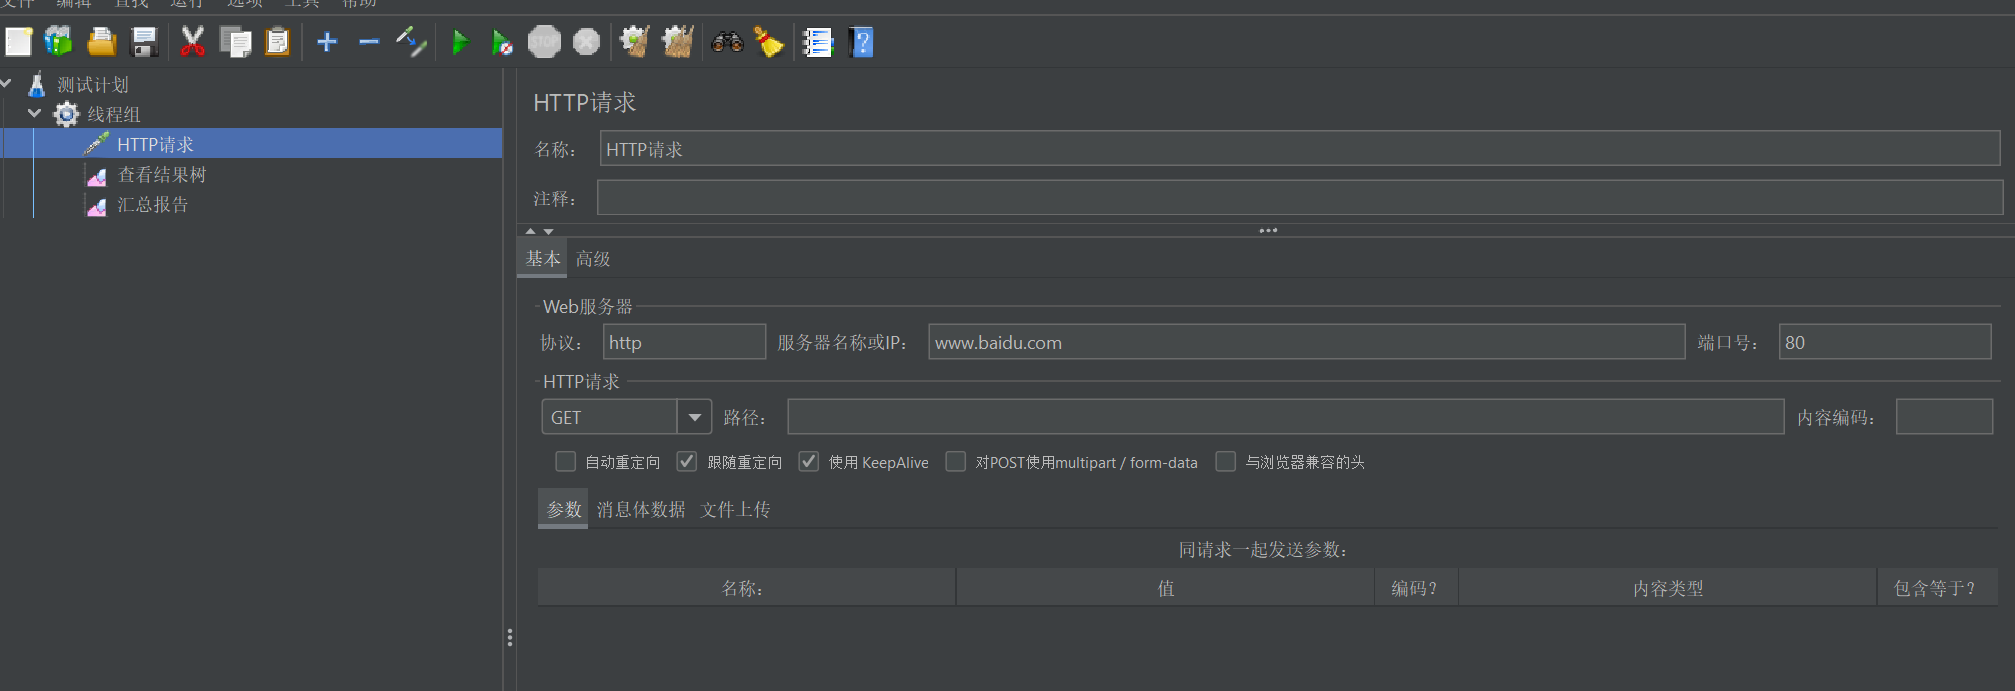 文件 编辑 查找 运行 选项 工具 帮助
STOP
测试计划
线程组
HTTP请求
查看结果树
汇总报告
HTTP请求
名称： HTTP请求
注释：
基本 高级
Web服务器
协议： http 服务器名称或IP： www.baidu.com 端口号： 80
HTTP请求
GET 路径： 内容编码：
自动重定向 跟随重定向 使用 KeepAlive 对POST使用multipart / form-data 与浏览器兼容的头
参数 消息体数据 文件上传
同请求一起发送参数：
名称： 值 编码？ 内容类型 包含等于？